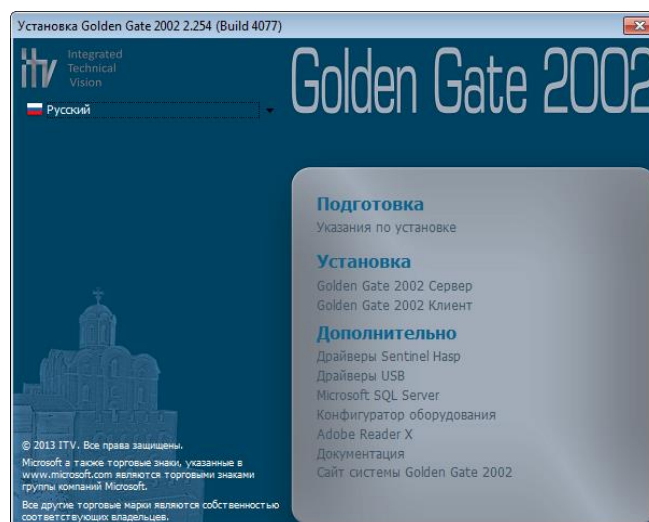 Установка Golden Gate 2002 2.254 (Build 4077)
itv Integrated
Technical
Vision
Golden Gate 2002
Русский
Подготовка
Указания по установке
Установка
Golden Gate 2002 Сервер
Golden Gate 2002 Клиент
Дополнительно
Драйверы Sentinel Hasp
Драйверы USB
Microsoft SQL Server
Конфигуратор оборудования
Adobe Reader X
Документация
Сайт системы Golden Gate 2002
© 2013 ITV. Все права защищены.
Microsoft а также торговые знаки, указанные в
www.microsoft.com являются торговыми знаками
группы компаний Microsoft.
Все другие торговые марки являются собственностью
соответствующих владельцев.